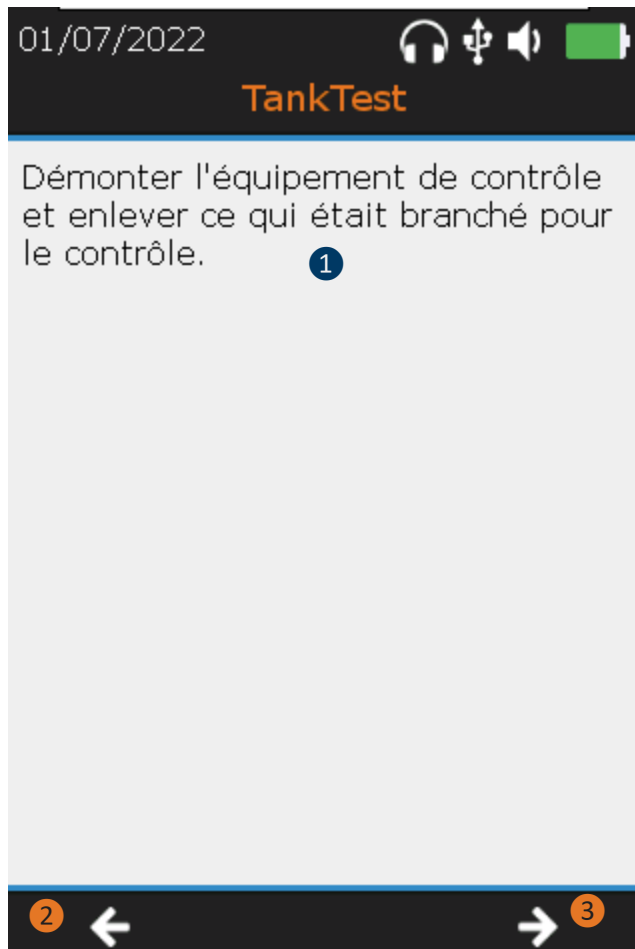 01/07/2022
TankTest
Démonter l'équipement de contrôle
et enlever ce qui était branché pour
le contrôle.
1
2
3